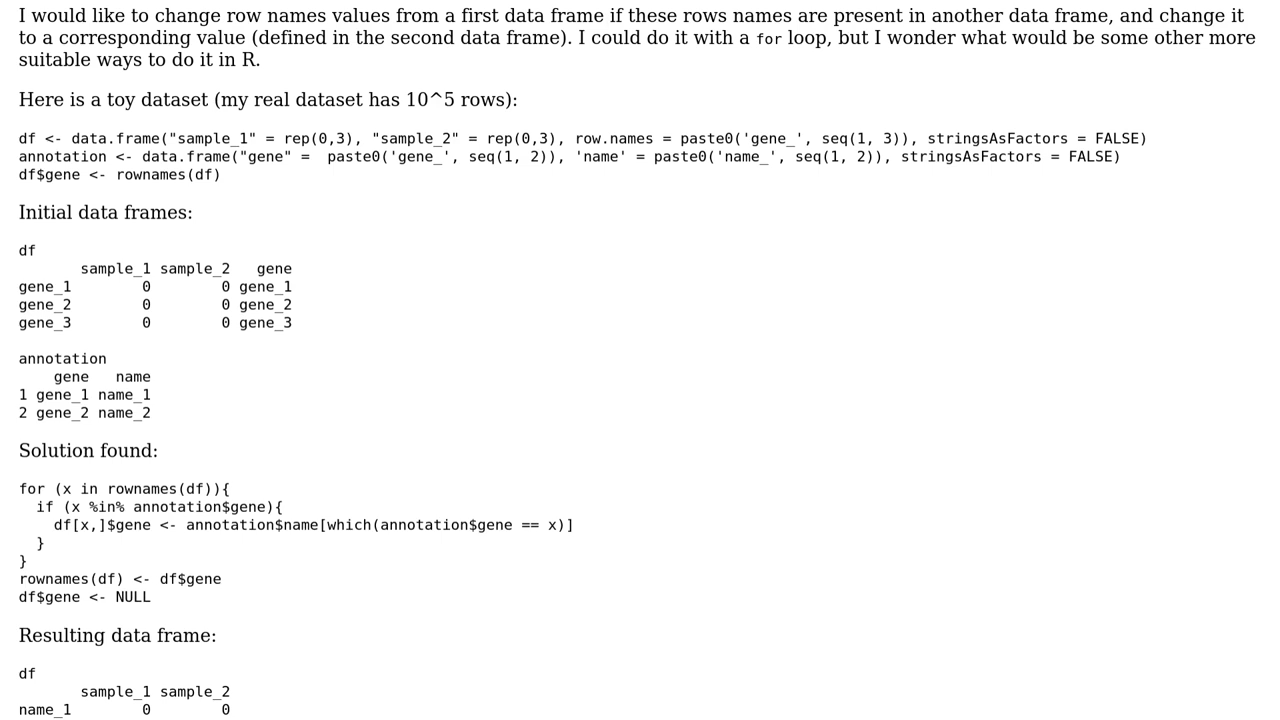 I would like to change row names values from a first data frame if these rows names are present in another data frame, and change it
to a corresponding value (defined in the second data frame). I could do it with a for loop, but I wonder what would be some other more
suitable ways to do it in R.
Here is a toy dataset (my real dataset has 10^5 rows):
df <- data.frame("sample_1" = rep(0,3), "sample_2" = rep(0,3), row.names = paste0('gene_', seq(1, 3)), stringsAsFactors = FALSE)
annotation <- data.frame("gene" =  paste0('gene_', seq(1, 2)), 'name' = paste0('name_', seq(1, 2)), stringsAsFactors = FALSE)
df$gene <- rownames(df)
Initial data frames:
df
       sample_1 sample_2   gene
gene_1        0        0 gene_1
gene_2        0        0 gene_2
gene_3        0        0 gene_3
annotation
    gene   name
1 gene_1 name_1
2 gene_2 name_2
Solution found:
for (x in rownames(df)){
  if (x %in% annotation$gene){
    df[x,]$gene <- annotation$name[which(annotation$gene == x)]
  }
}
rownames(df) <- df$gene
df$gene <- NULL
Resulting data frame:
df
       sample_1 sample_2
name_1        0        0